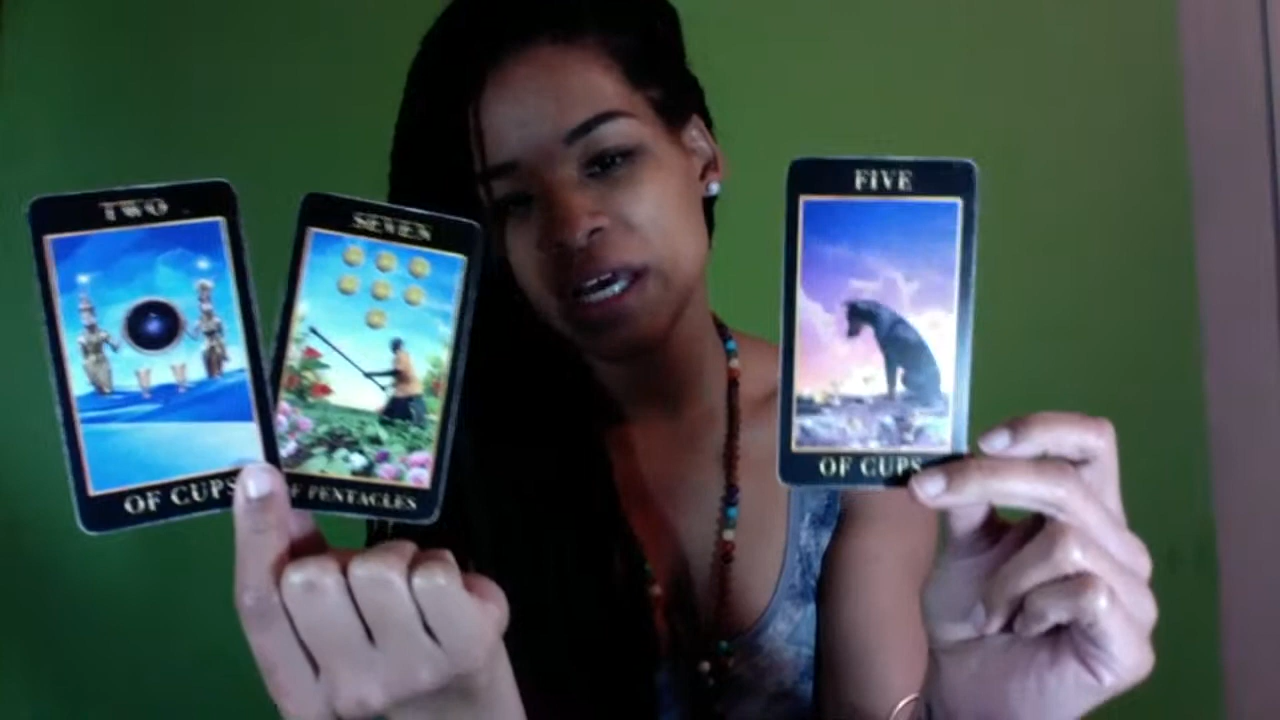 TWO
OF CUPS
SEVEN
OF PENTACLES
FIVE
OF CUPS